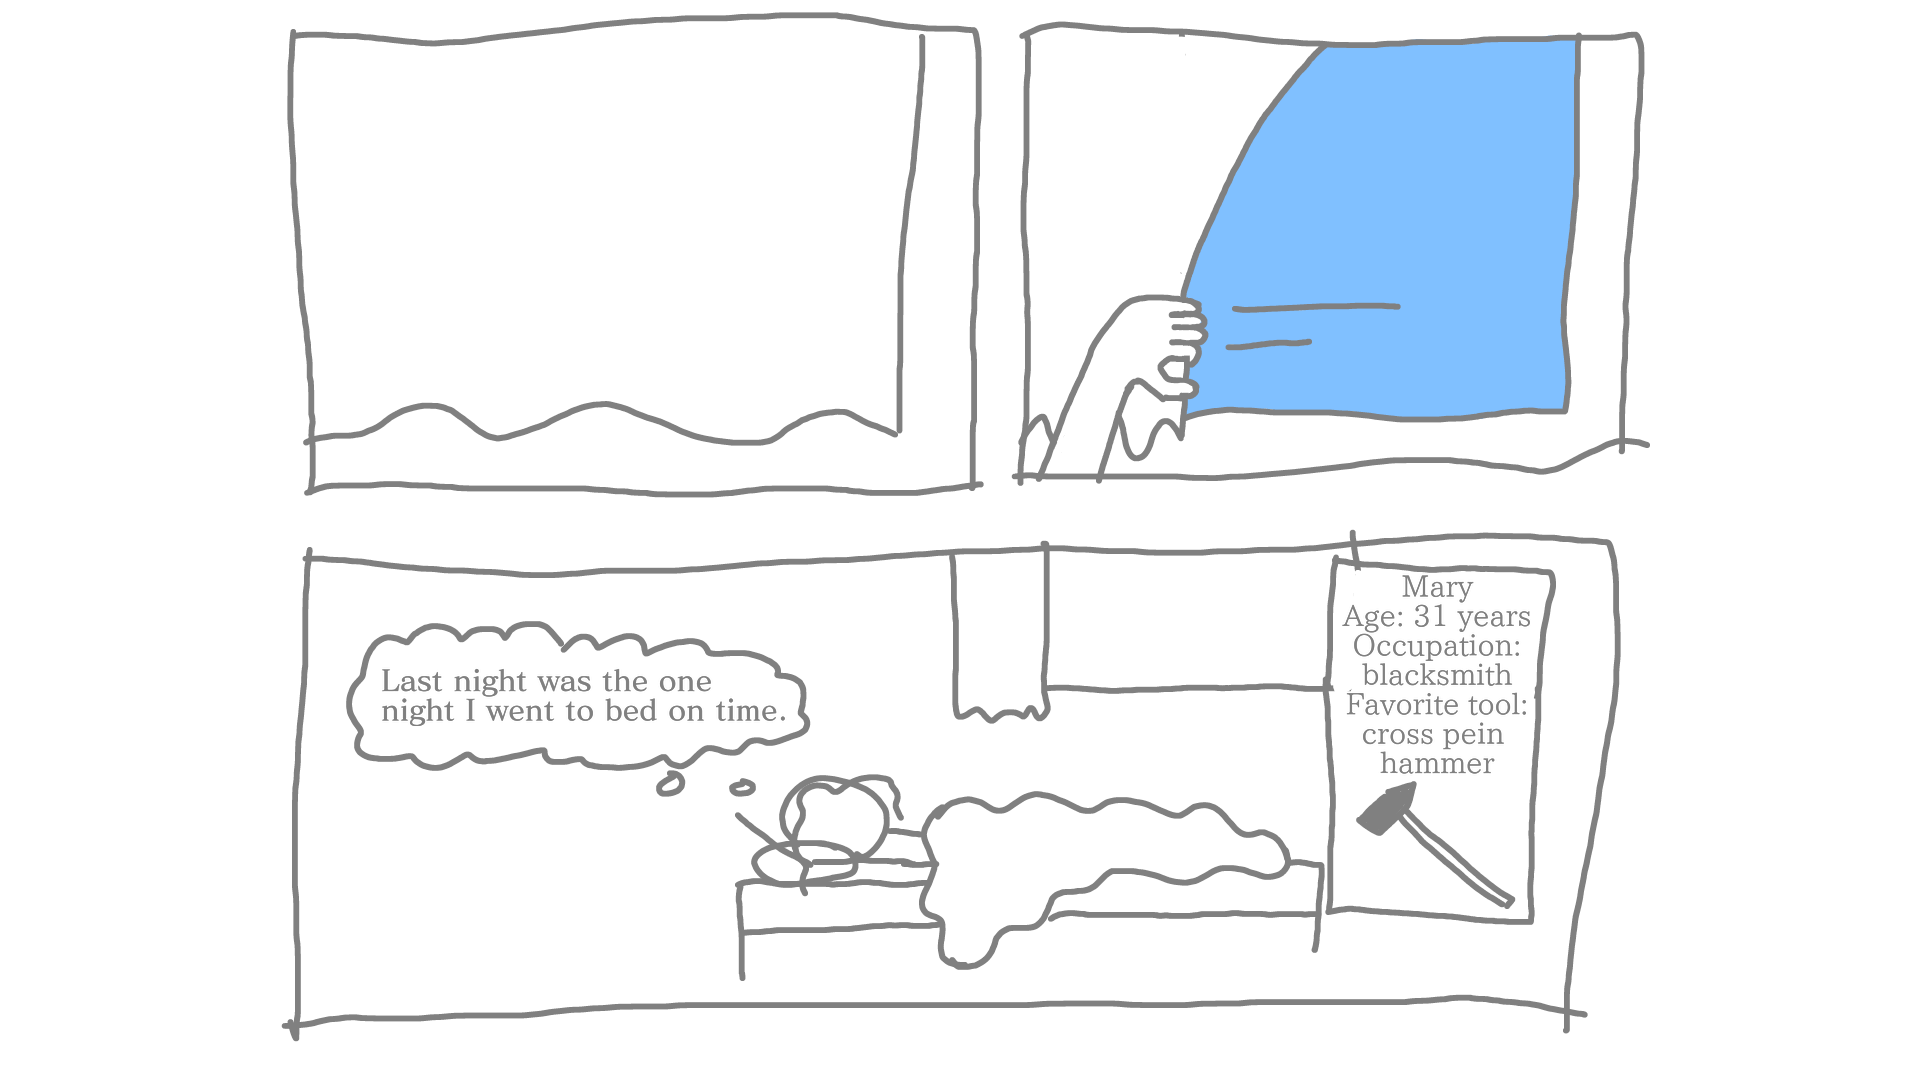 Last night was the one
night I went to bed on time.
Mary
Age: 31 years
Occupation:
blacksmith
Favorite tool:
cross pein
hammer